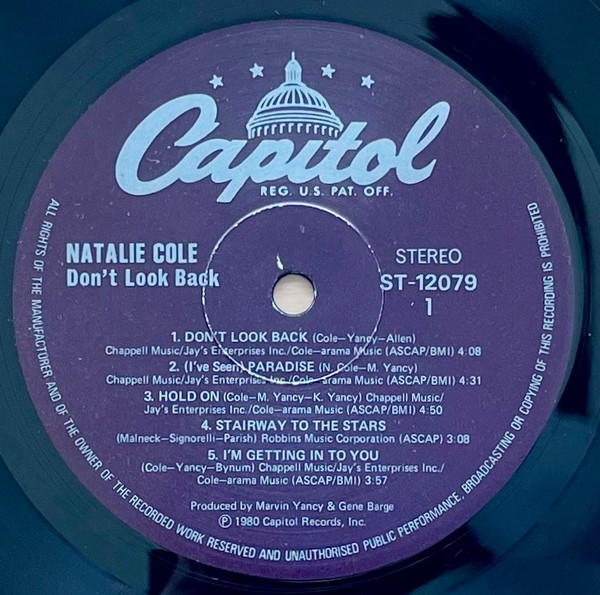 Capitol
REG. U.S. PAT. OFF.
NATALIE COLE
Don't Look Back
STEREO
ST-12079
1
1. DON'T LOOK BACK (Cole—Yancy—Allen)
Chappell Music/Jay's Enterprises Inc./Cole—arama Music (ASCAP/BMI) 4:08
2. (I've Seen) PARADISE (N. Cole—M. Yancy)
Chappell Music/Jay's Enterprises Inc./Cole—arama Music (ASCAP/BMI) 4:31
3. HOLD ON (Cole—M. Yancy—K. Yancy) Chappell Music/
Jay's Enterprises Inc./Cole—arama Music (ASCAP/BMI) 4:50
4. STAIRWAY TO THE STARS
(Malneck—Signorelli—Parish) Robbins Music Corporation (ASCAP) 3:08
5. I'M GETTING IN TO YOU
(Cole—Yancy—Bynum) Chappell Music/Jay's Enterprises Inc./
Cole—arama Music (ASCAP/BMI) 3:57
Produced by Marvin Yancy & Gene Barge
℗ 1980 Capitol Records, Inc.
ALL RIGHTS OF THE MANUFACTURER AND OF THE OWNER OF THE RECORDED WORK RESERVED AND UNAUTHORISED PUBLIC PERFORMANCE, BROADCASTING OR COPYING OF THIS RECORDING IS PROHIBITED